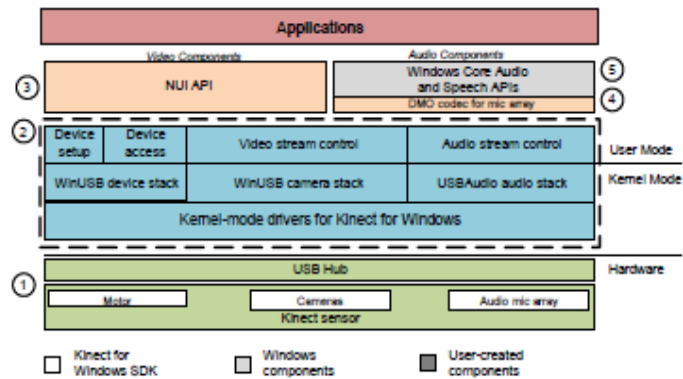 Applications
Video Components
Audio Components
3
NUI API
Windows Core Audio
and Speech APIs
5
DMO codec for mic array
4
2
Device
setup
Device
access
Video stream control
Audio stream control
User Mode
WinUSB device stack
WinUSB camera stack
USBAudio audio stack
Kernel Mode
Kernel-mode drivers for Kinect for Windows
Hardware
1
USB Hub
Motor
Cameras
Audio mic array
Kinect sensor
Kinect for
Windows SDK
Windows
components
User-created
components